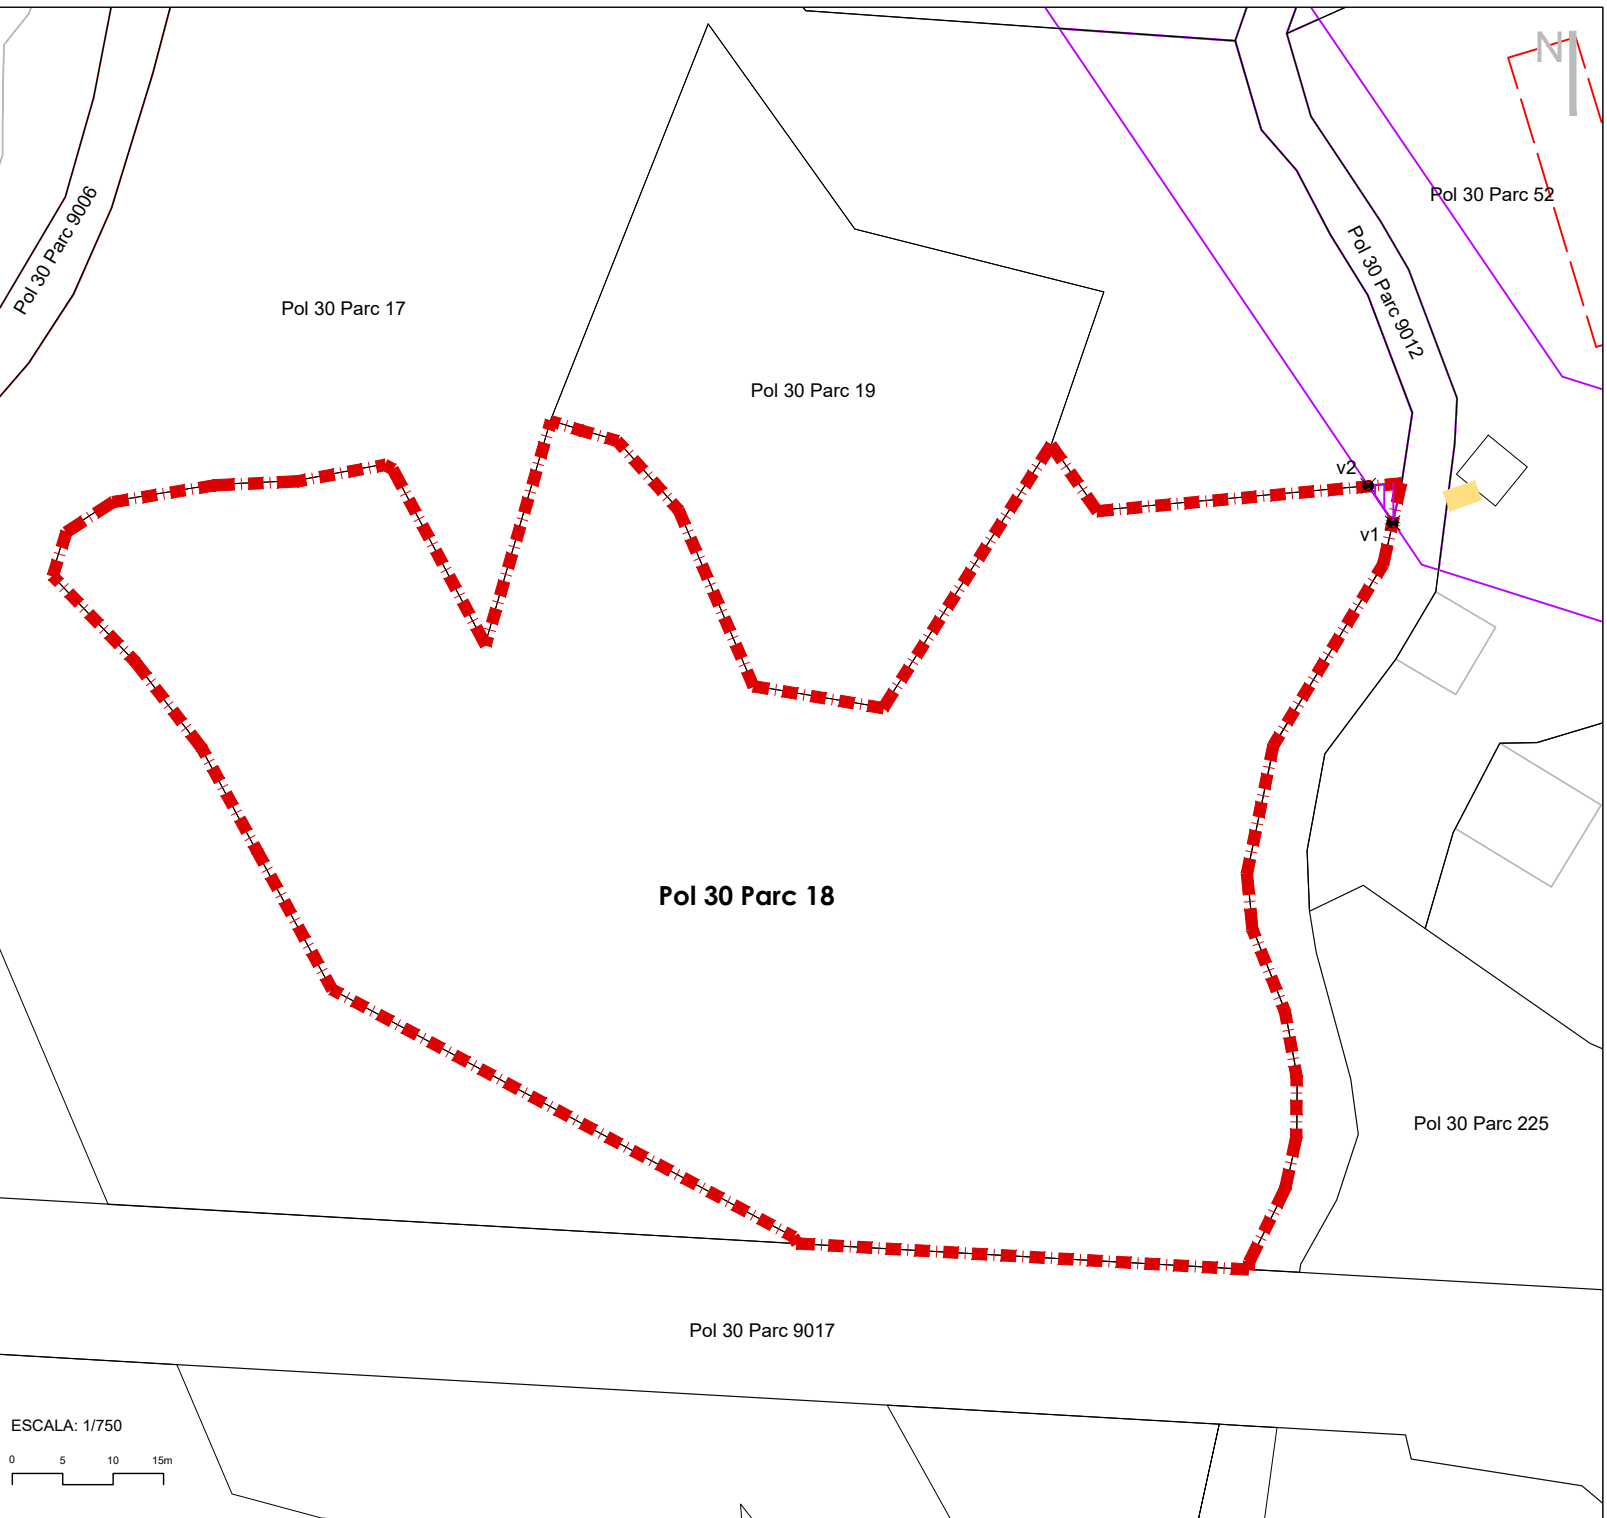 N
Pol 30 Parc 52
Pol 30 Parc 9006
Pol 30 Parc 9012
Pol 30 Parc 17
Pol 30 Parc 19
v2
v1
Pol 30 Parc 18
Pol 30 Parc 225
Pol 30 Parc 9017
ESCALA: 1/750
0 5 10 15m